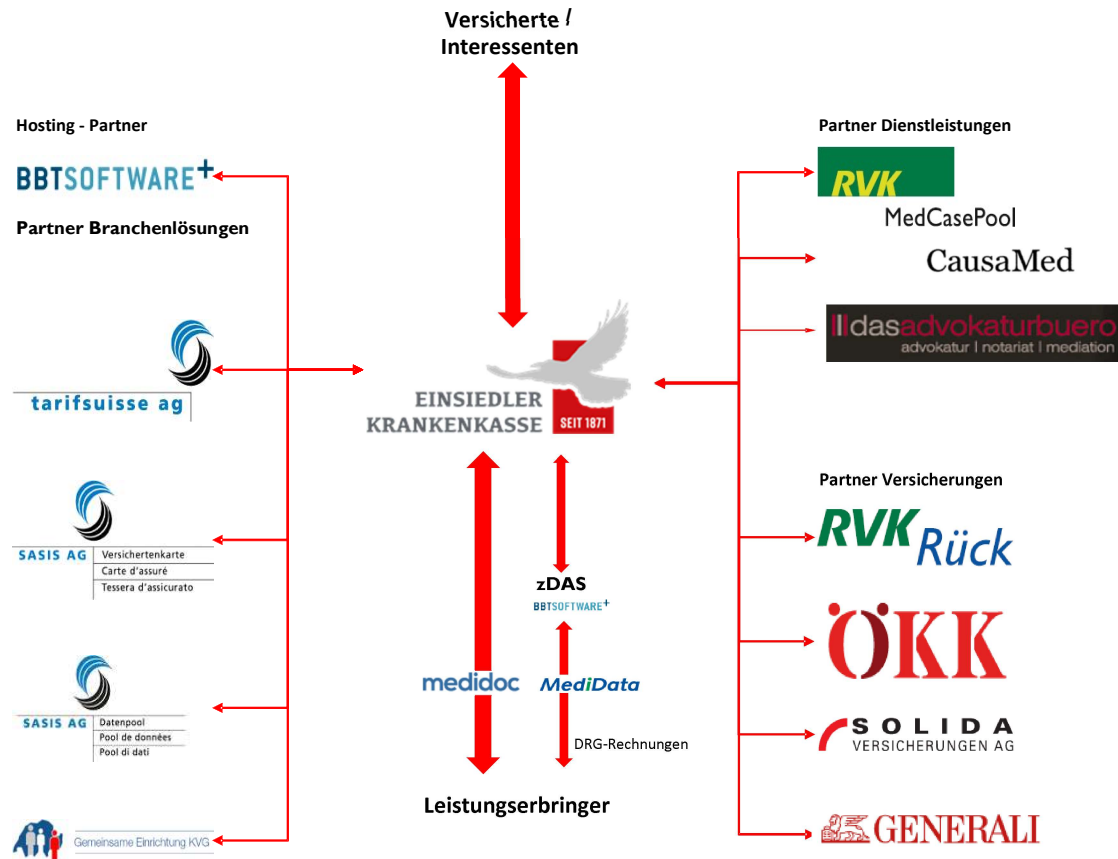 Versicherte /
Interessenten
Hosting - Partner
BBTSOFTWARE+
Partner Branchenlösungen
tarifsuisse ag
SASIS AG
Versichertenkarte
Carte d'assuré
Tessera d'assicurato
SASIS AG
Datenpool
Pool de données
Pool di dati
Gemeinsame Einrichtung KVG
EINSIEDLER
KRANKENKASSE
SEIT 1871
zDAS
BBTSOFTWARE+
medidoc
MediData
DRG-Rechnungen
Leistungserbringer
Partner Dienstleistungen
RVK
MedCasePool
CausaMed
dasadvokaturbuero
advokatur | notariat | mediation
Partner Versicherungen
RVK Rück
ÖKK
SOLIDA
VERSICHERUNGEN AG
GENERALI